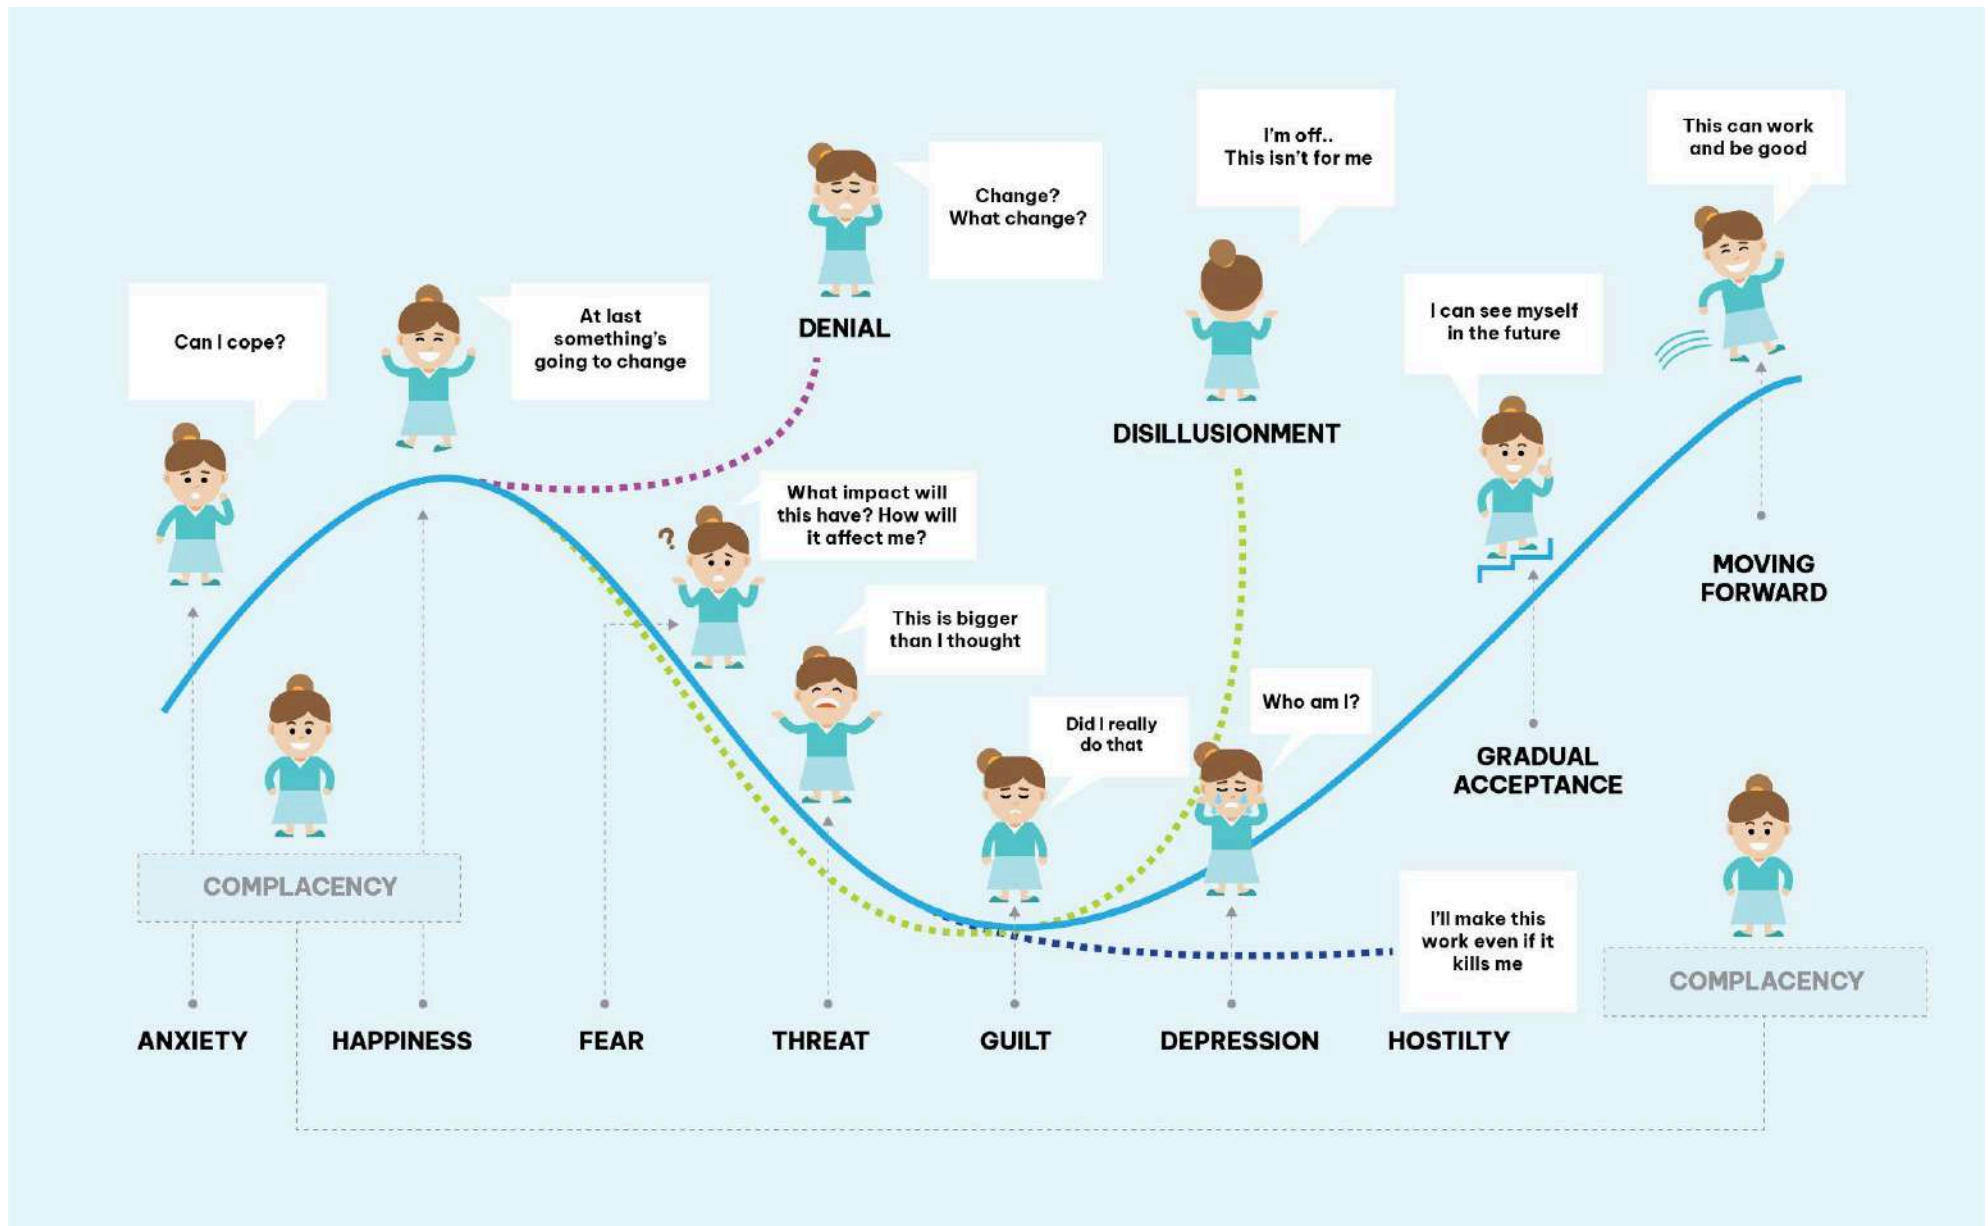 Can I cope?
At last
something's
going to change
DENIAL
Change?
What change?
I'm off..
This isn't for me
DISILLUSIONMENT
What impact will
this have? How will
it affect me?
?
This is bigger
than I thought
Did I really
do that
Who am I?
I can see myself
in the future
This can work
and be good
MOVING
FORWARD
GRADUAL
ACCEPTANCE
COMPLACENCY
I'll make this
work even if it
kills me
COMPLACENCY
ANXIETY
HAPPINESS
FEAR
THREAT
GUILT
DEPRESSION
HOSTILTY